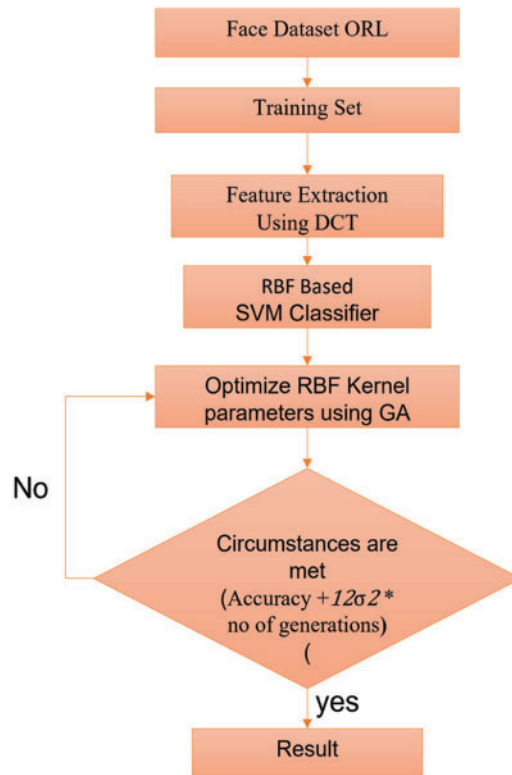 Face Dataset ORL
Training Set
Feature Extraction
Using DCT
RBF Based
SVM Classifier
Optimize RBF Kernel
parameters using GA
No
Circumstances are
met
(Accuracy +12σ2 *
no of generations)
(
yes
Result